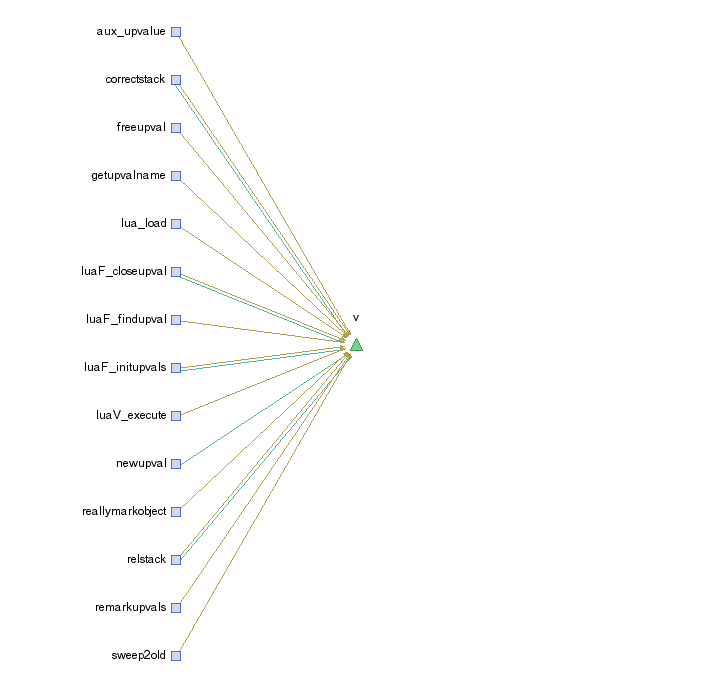 aux_upvalue
correctstack
freeupval
getupvalname
lua_load
luaF_closeupval
v
luaF_findupval
luaF_initupvals
luaV_execute
newupval
reallymarkobject
relstack
remarkupvals
sweep2old